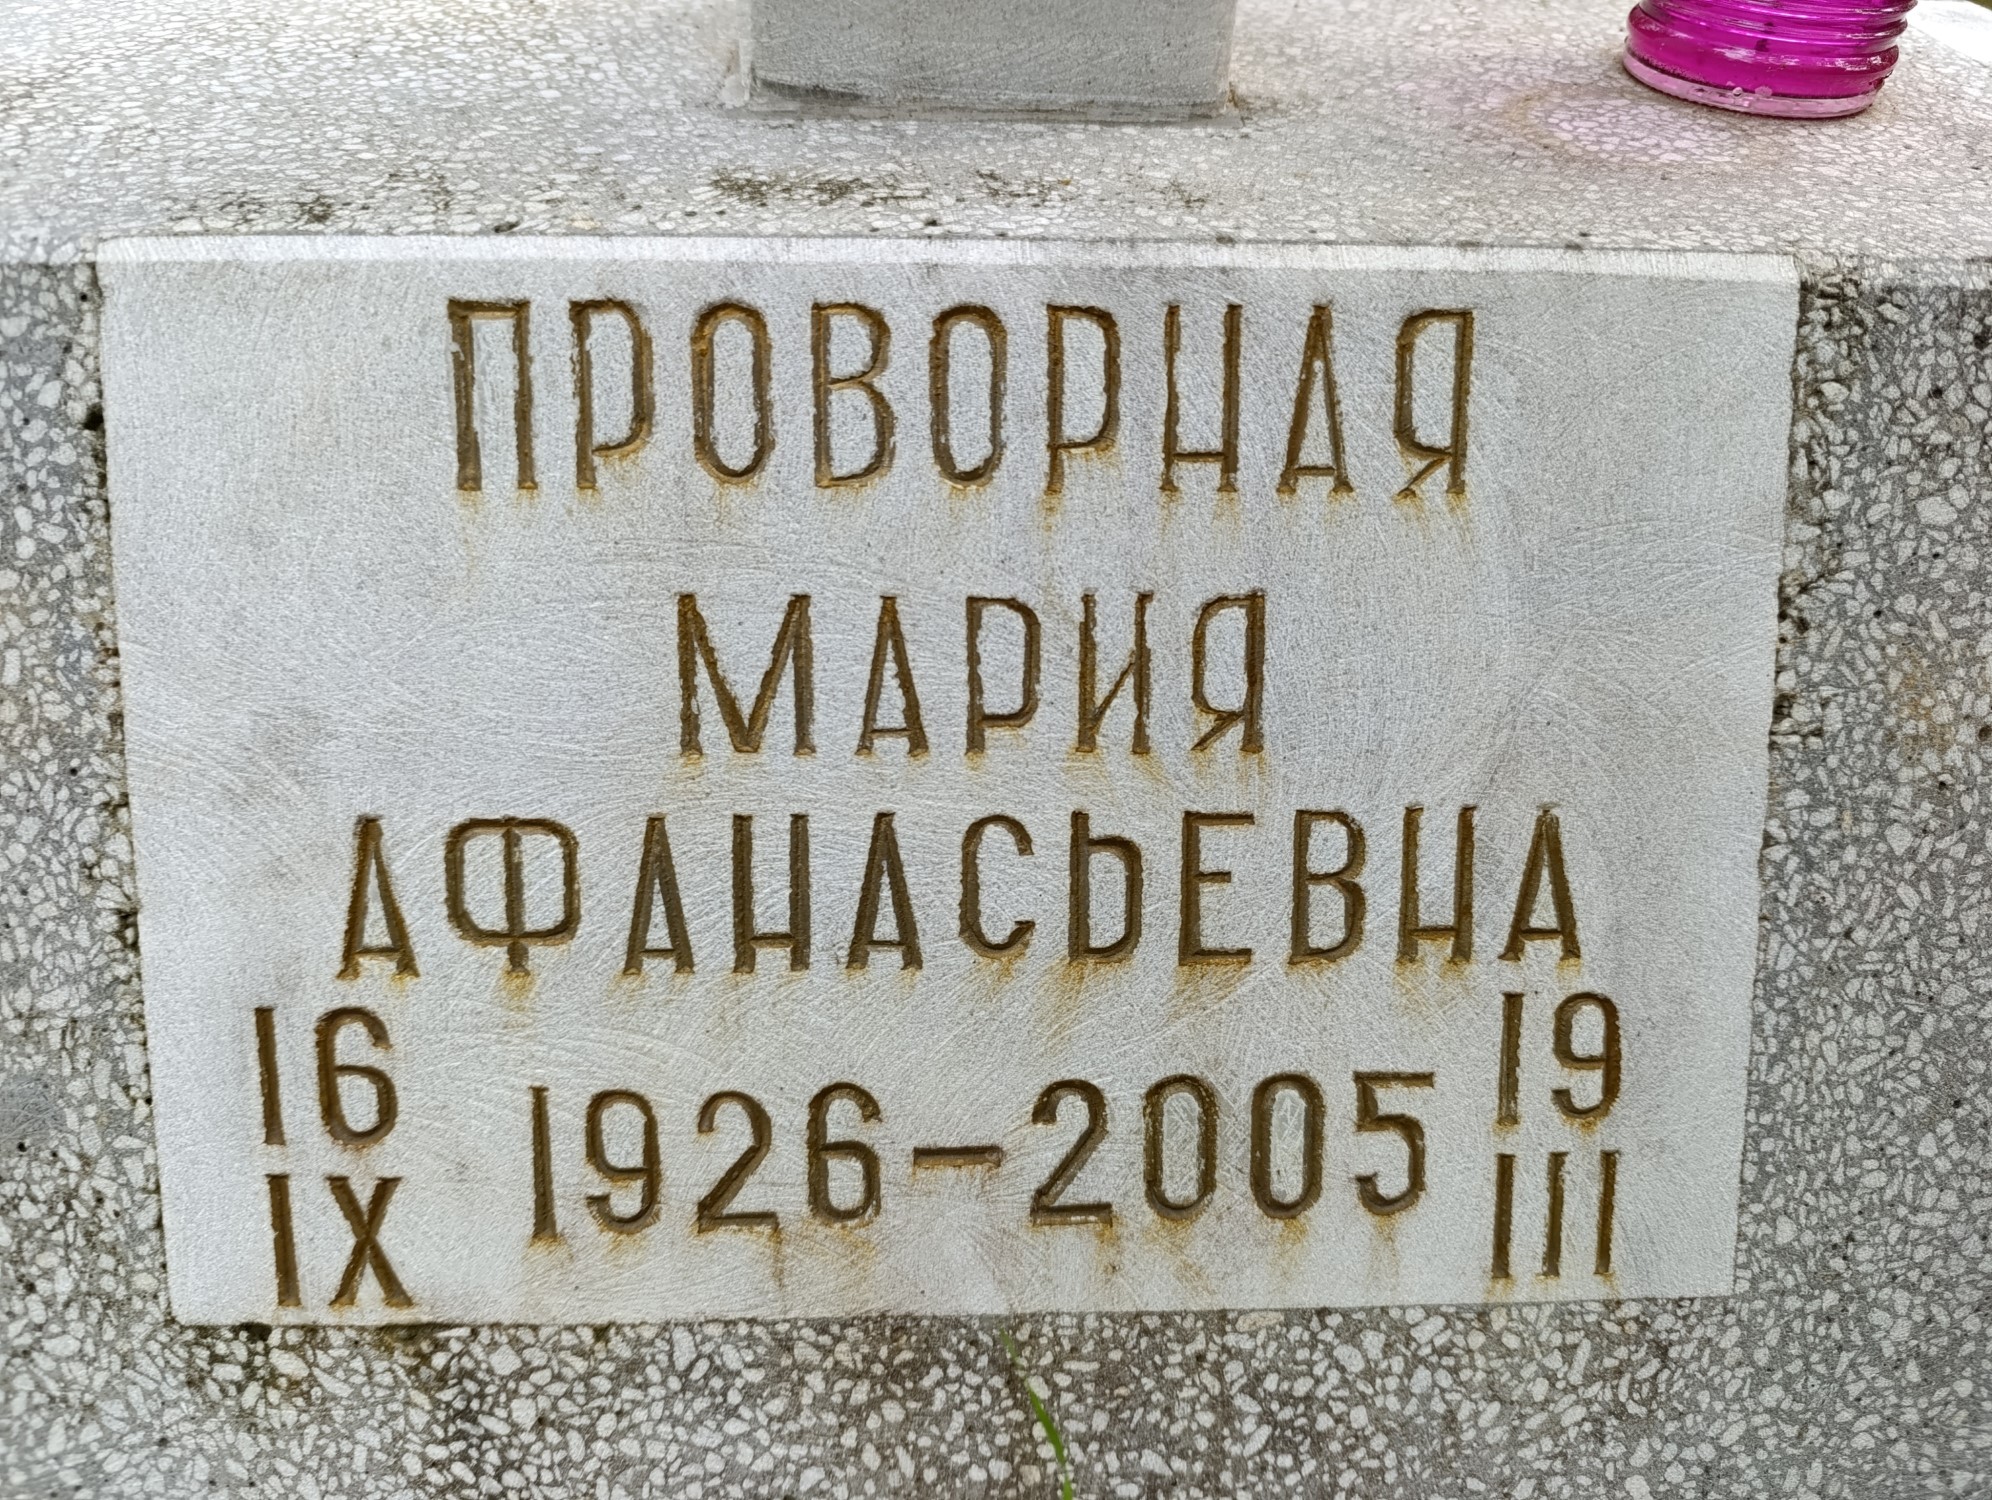 ПРОВОРНАЯ
МАРИЯ
АФАНАСЬЕВНА
16 19
1926-2005
IX III